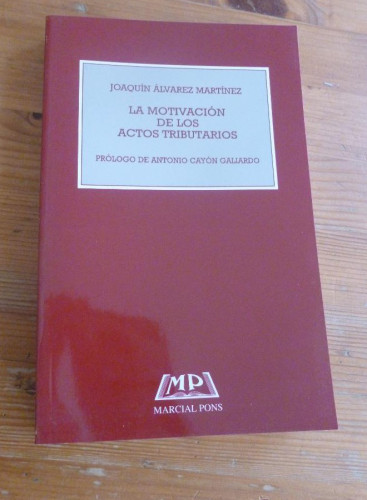 JOAQUÍN ÁLVAREZ MARTÍNEZ
LA MOTIVACIÓN
DE LOS
ACTOS TRIBUTARIOS
PRÓLOGO DE ANTONIO CAYÓN GALIARDO
MP
MARCIAL PONS